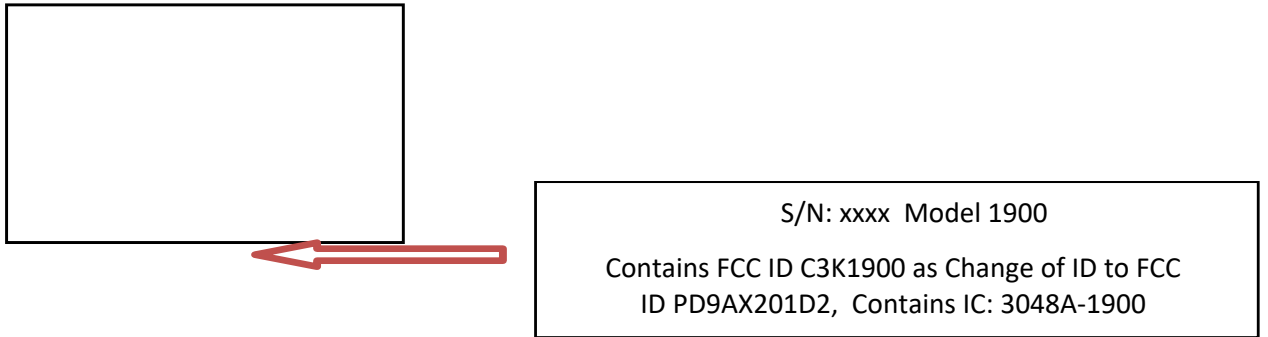 S/N: xxxx  Model 1900
Contains FCC ID C3K1900 as Change of ID to FCC
ID PD9AX201D2,  Contains IC: 3048A-1900